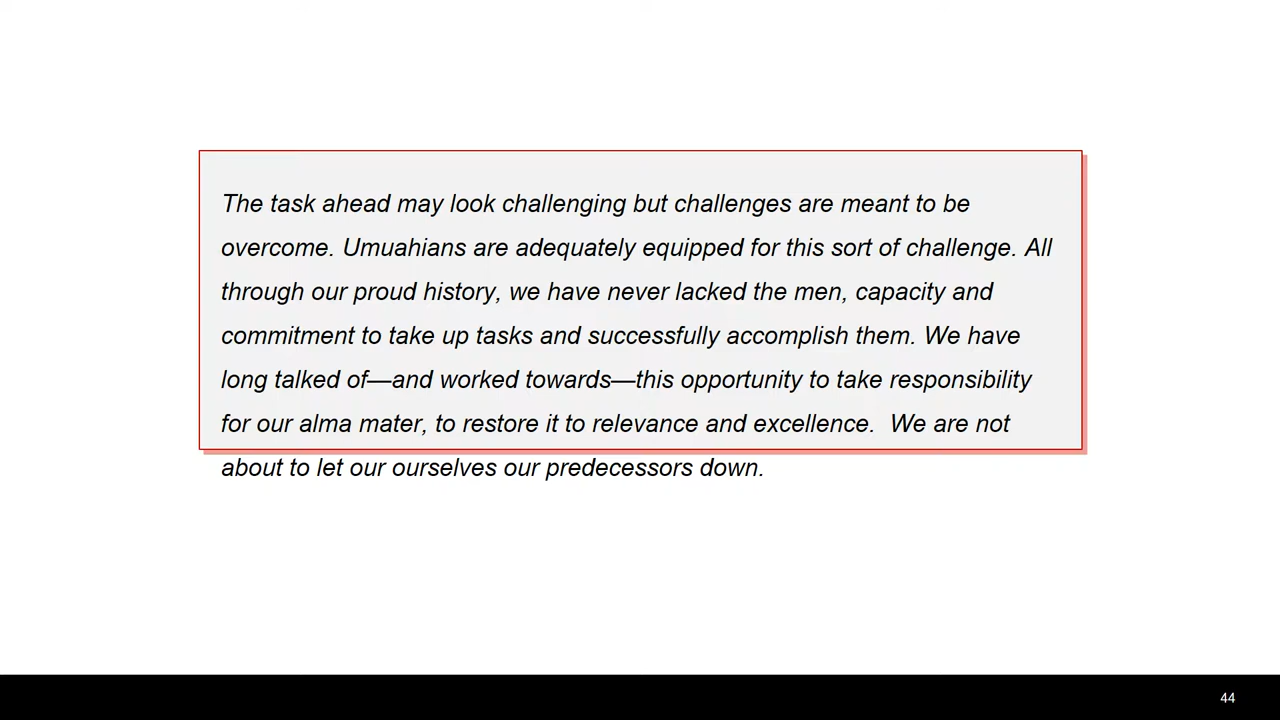 The task ahead may look challenging but challenges are meant to be
overcome. Umuahians are adequately equipped for this sort of challenge. All
through our proud history, we have never lacked the men, capacity and
commitment to take up tasks and successfully accomplish them. We have
long talked of—and worked towards—this opportunity to take responsibility
for our alma mater, to restore it to relevance and excellence.  We are not
about to let our ourselves our predecessors down.
44